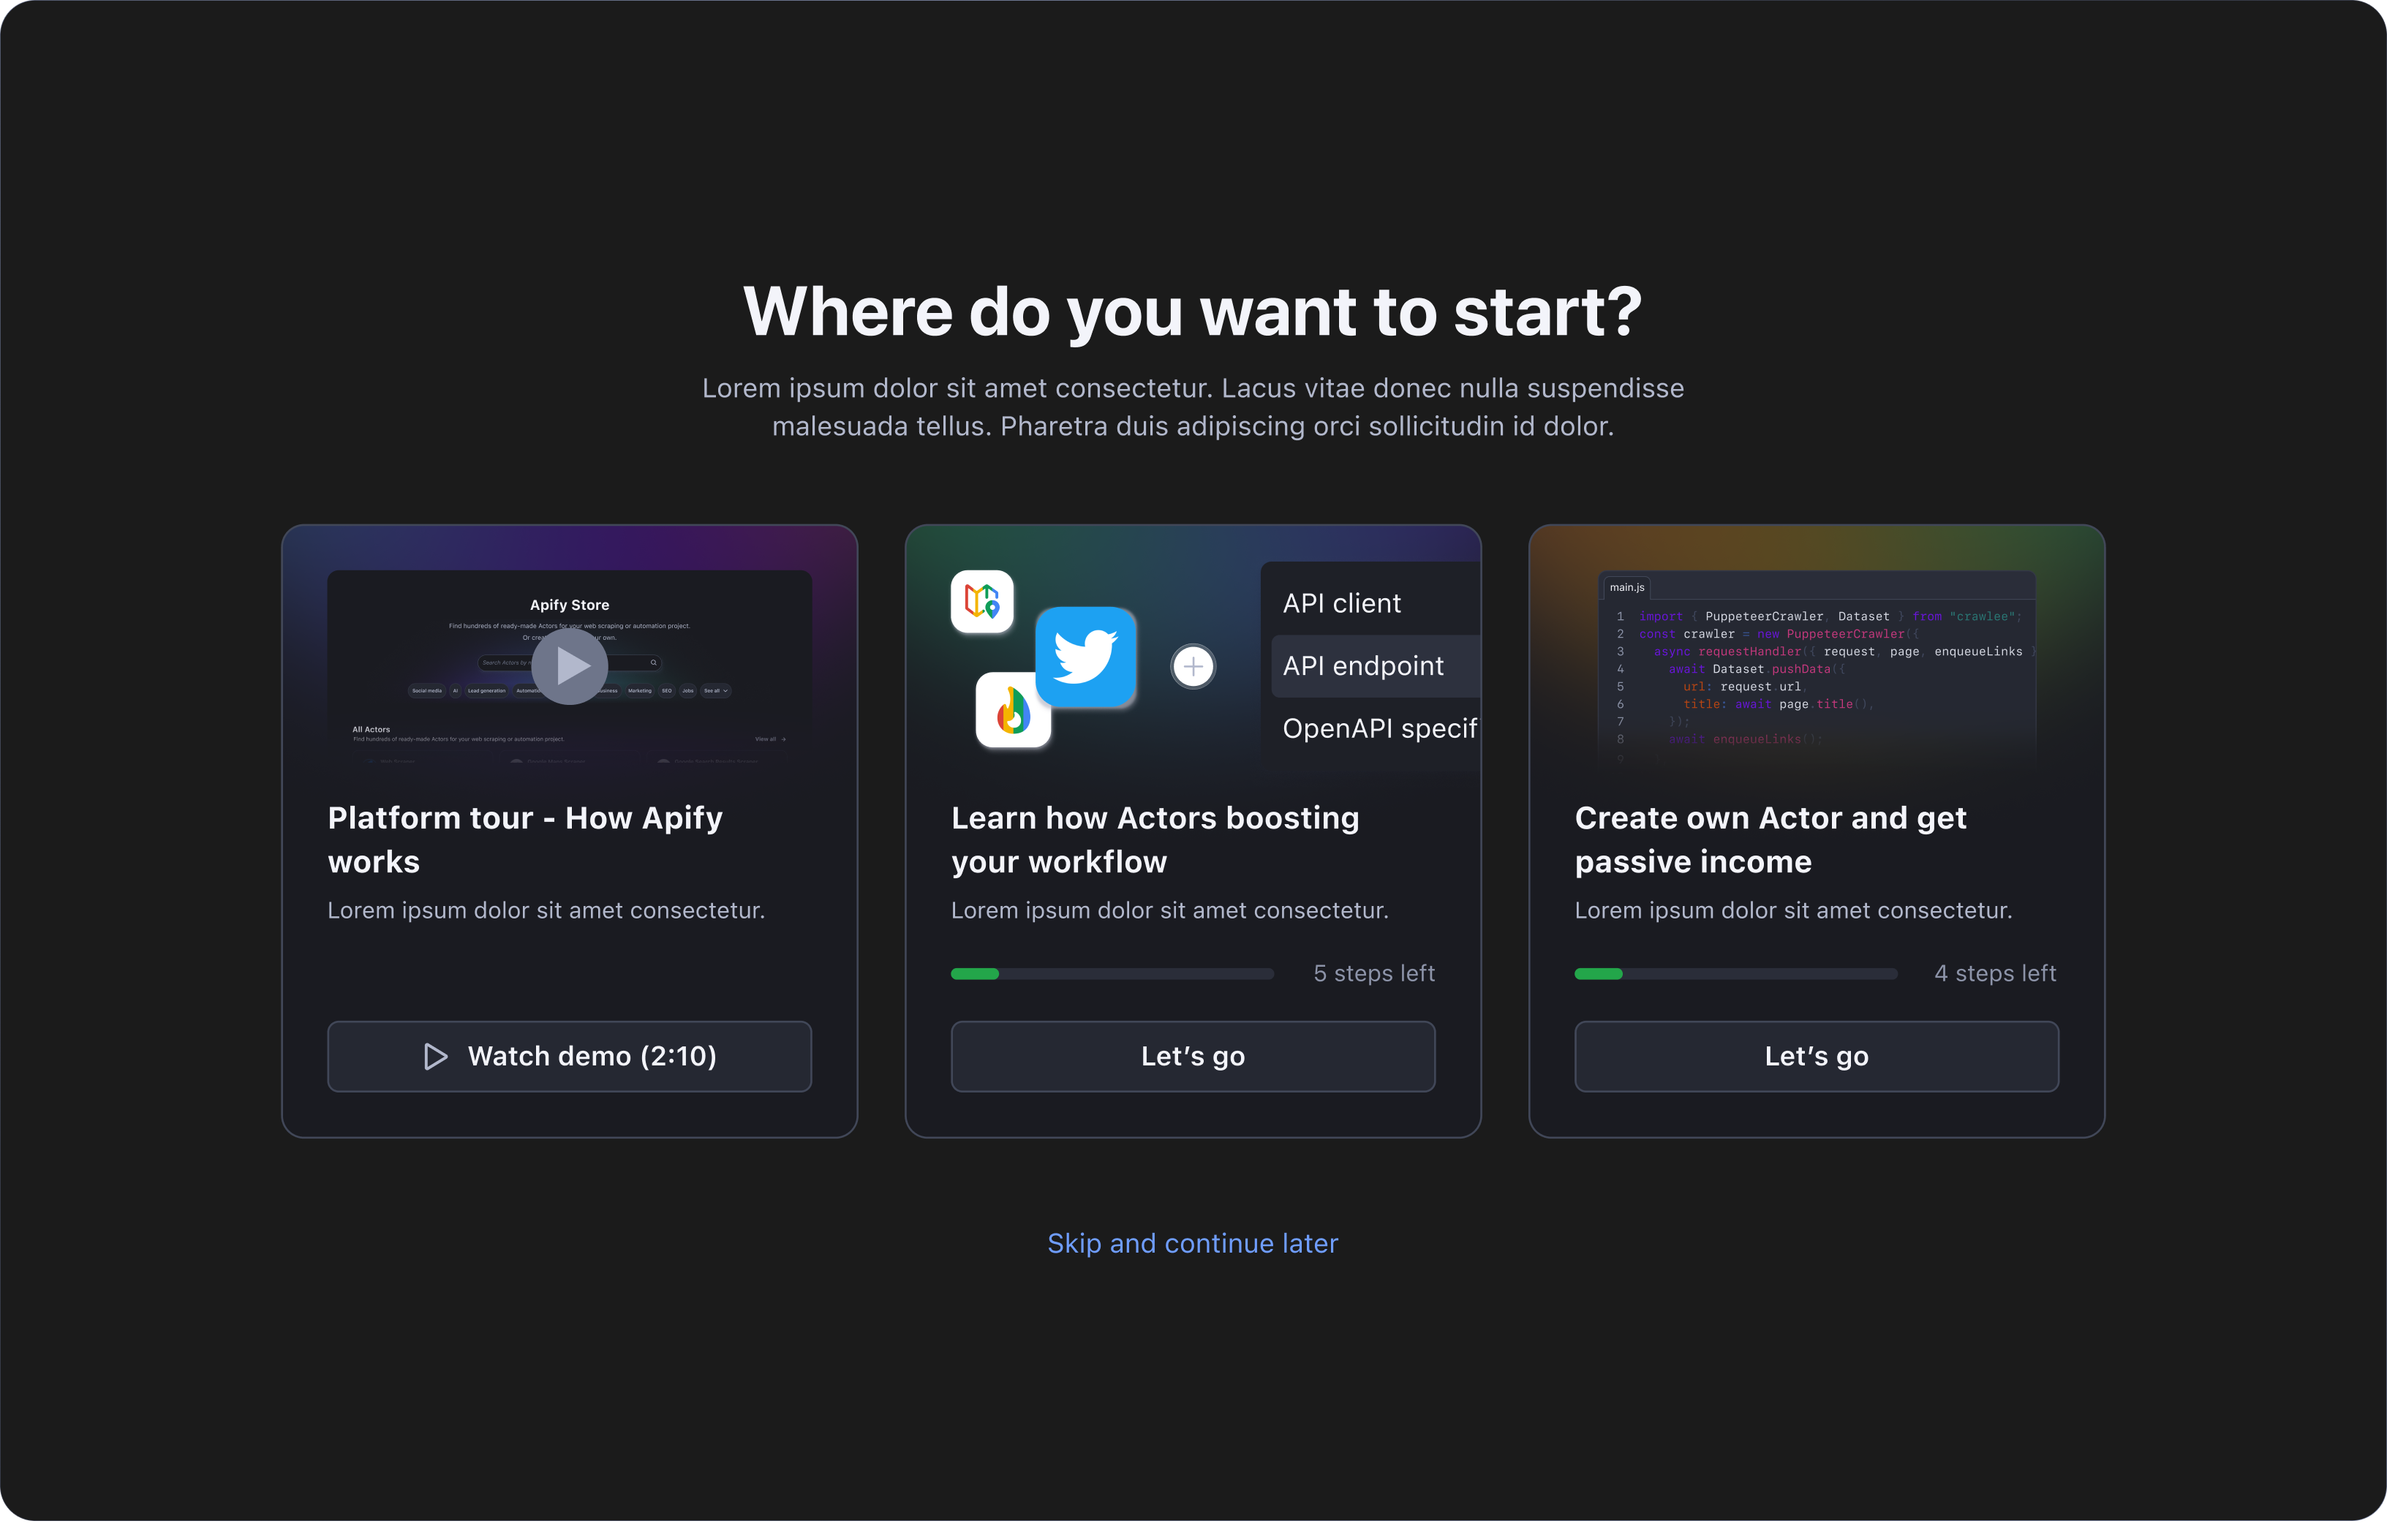 Where do you want to start?
Lorem ipsum dolor sit amet consectetur. Lacus vitae donec nulla suspendisse
malesuada tellus. Pharetra duis adipiscing orci sollicitudin id dolor.
Apify Store
Find hundreds of ready-made Actors for your web scraping or automation project.
Or your own.
Search Actors by
Social media
AI
Lead generation
Marketing
SEO
Jobs
See all
All Actors
Find hundreds of ready-made Actors for your web scraping or automation project.
View all
Platform tour - How Apify
works
Lorem ipsum dolor sit amet consectetur.
Watch demo (2:10)
API client
API endpoint
OpenAPI specif
Learn how Actors boosting
your workflow
Lorem ipsum dolor sit amet consectetur.
5 steps left
Let’s go
main.js
1 import { PuppeteerCrawler, Dataset } from "crawlee";
2 const crawler = new PuppeteerCrawler({
3 async requestHandler({ request, page, enqueueLinks }
4 await Dataset.pushData({
5 url: request.url,
6 title: await page.title(),
7 });
8 await enqueueLinks();
9
Create own Actor and get
passive income
Lorem ipsum dolor sit amet consectetur.
4 steps left
Let’s go
Skip and continue later